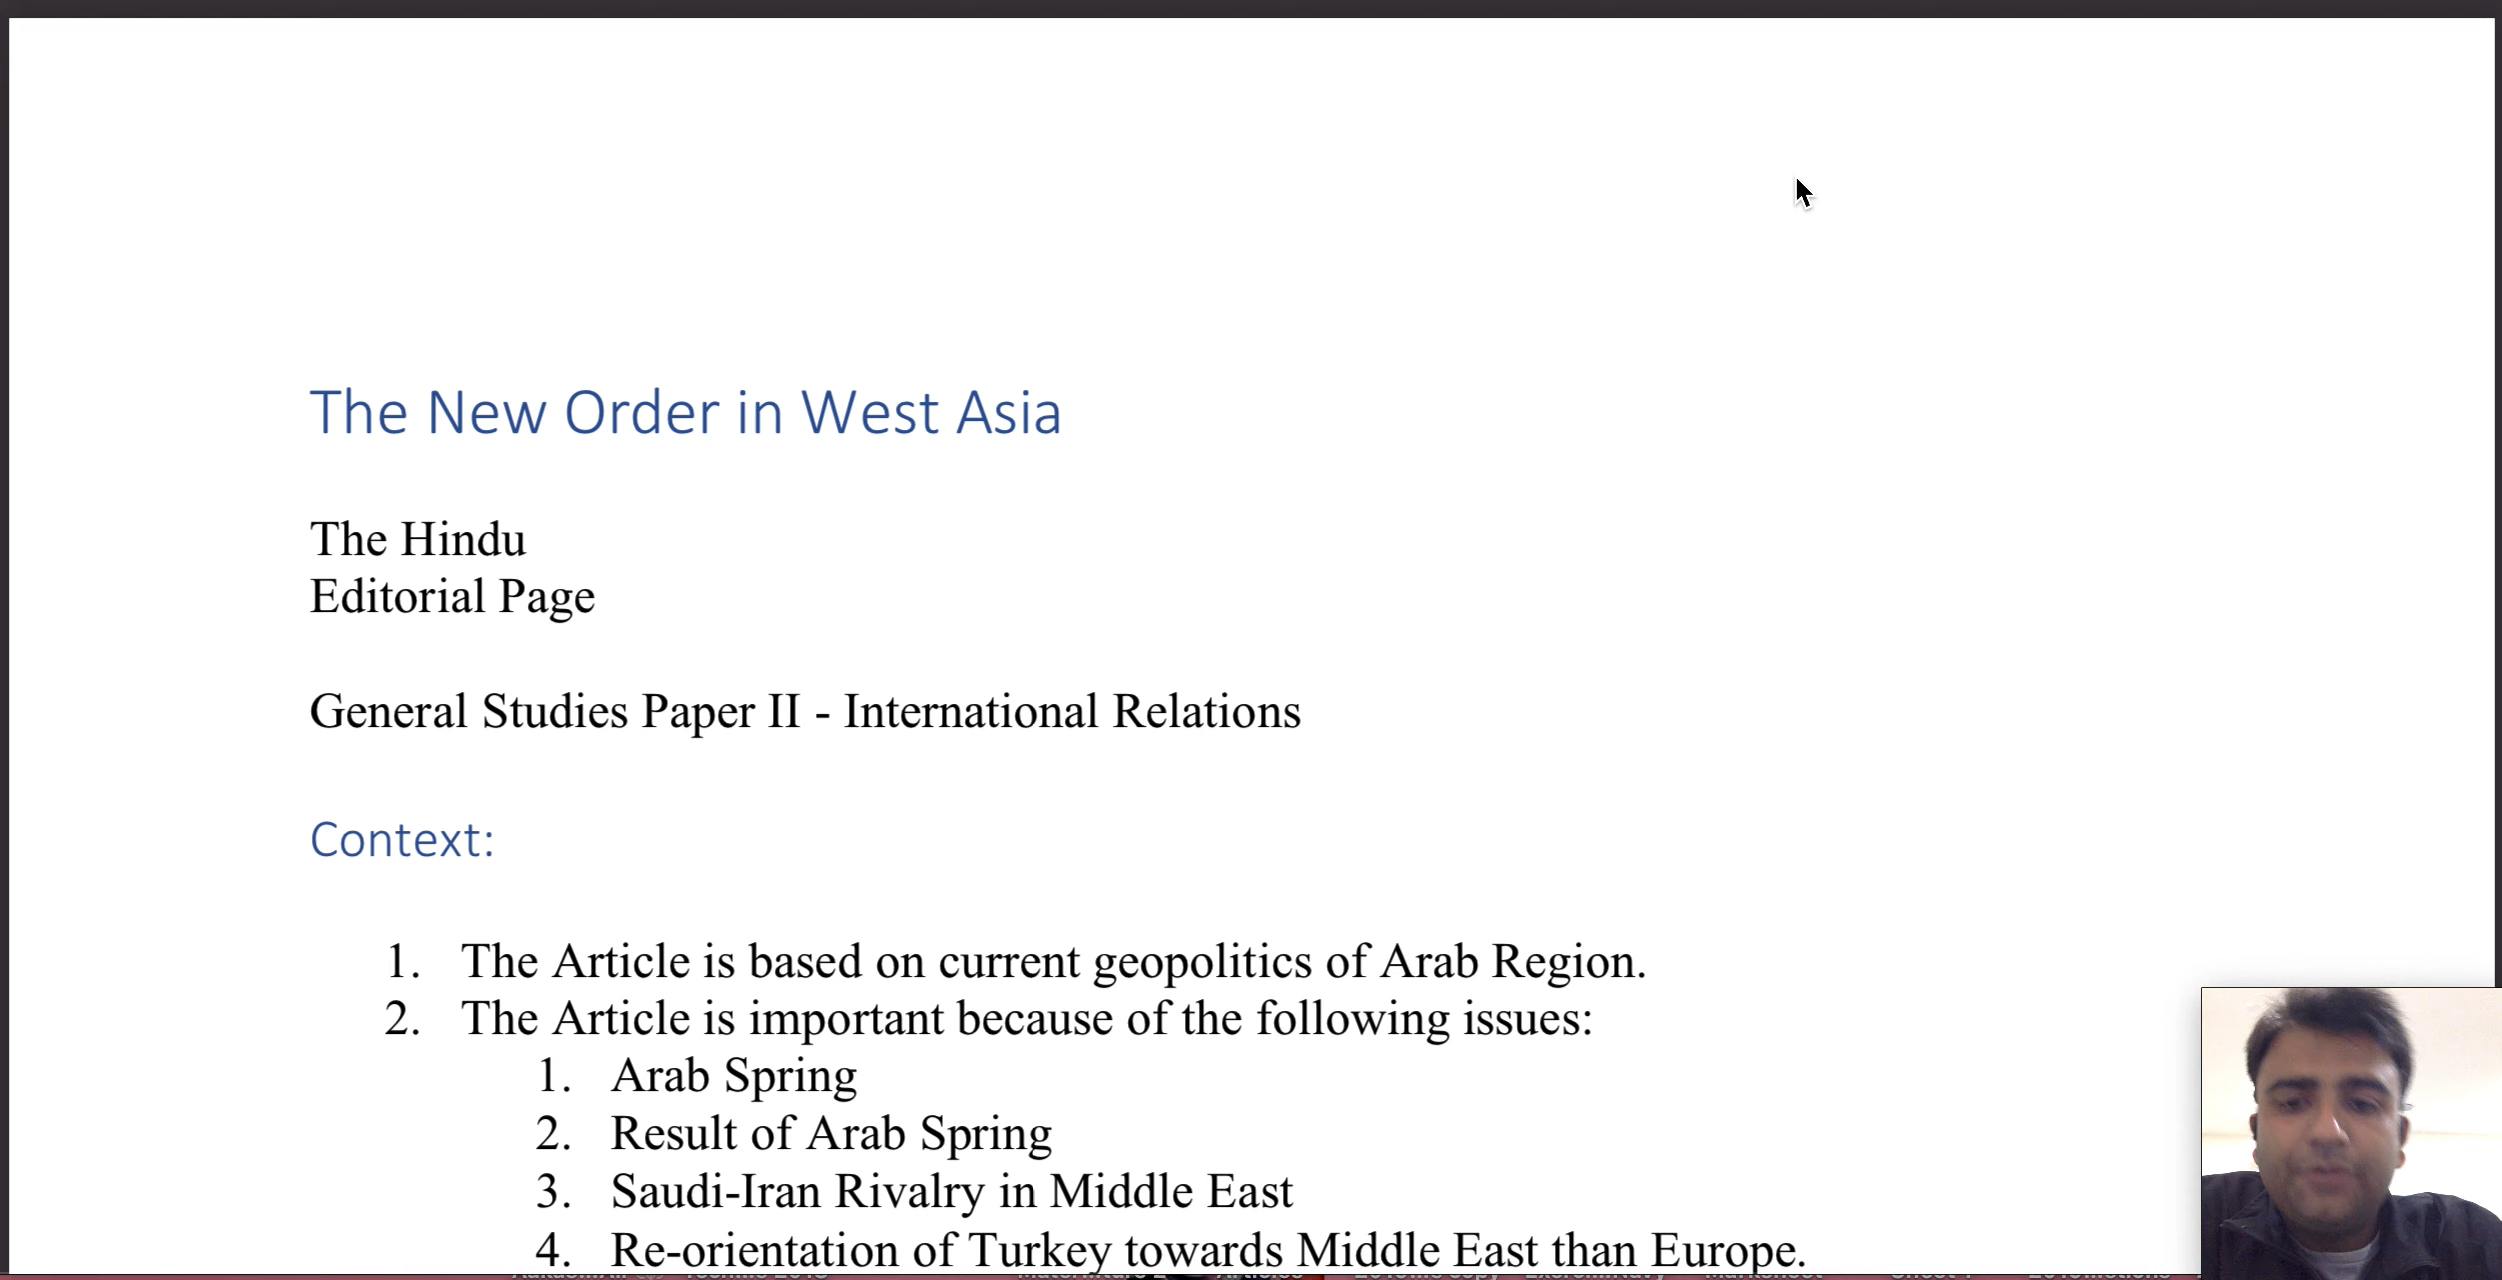 The New Order in West Asia
The Hindu
Editorial Page
General Studies Paper II - International Relations
Context:
1. The Article is based on current geopolitics of Arab Region.
2. The Article is important because of the following issues:
1. Arab Spring
2. Result of Arab Spring
3. Saudi-Iran Rivalry in Middle East
4. Re-orientation of Turkey towards Middle East than Europe.